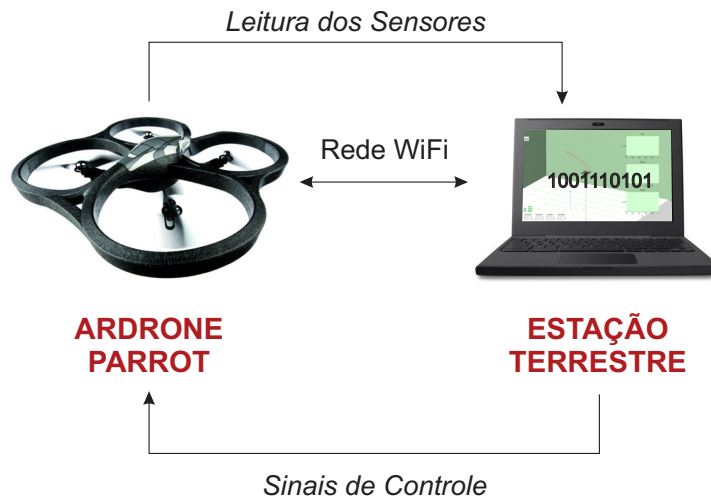 Leitura dos Sensores
Rede WiFi
1001110101
ARDRONE
PARROT
ESTAÇÃO
TERRESTRE
Sinais de Controle